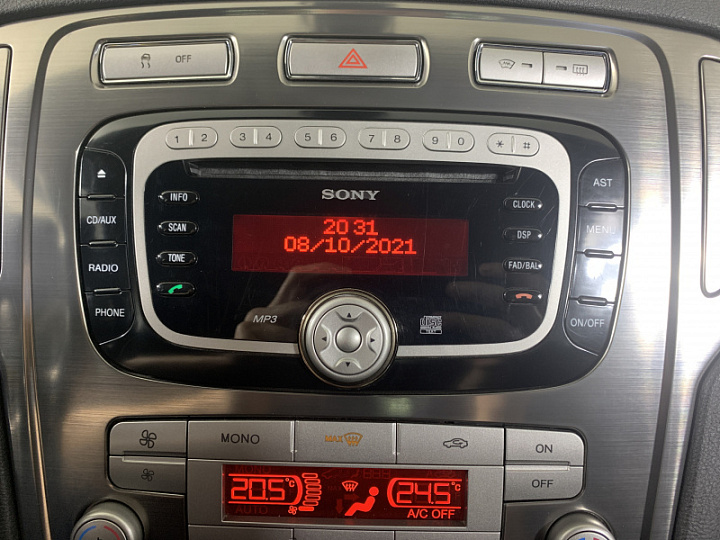 OFF
1 2 3 4 5 6 7 8 9 0 * #
SONY
INFO
SCAN
TONE
CD/AUX
RADIO
PHONE
20 31
08/10/2021
CLOCK
DSP
FAD/BAL
AST
MENU
ON/OFF
MP3
MONO
MAX
ON
OFF
20.5°C
AUTO
24.5°C
A/C OFF